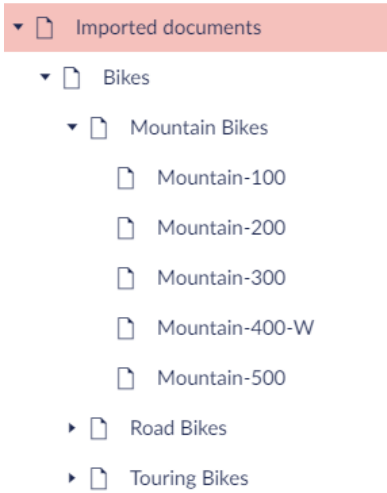 Imported documents
Bikes
Mountain Bikes
Mountain-100
Mountain-200
Mountain-300
Mountain-400-W
Mountain-500
Road Bikes
Touring Bikes